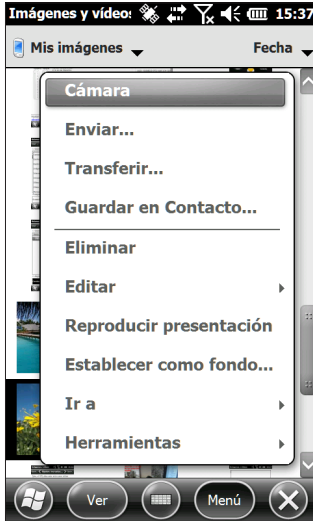 Imágenes y vídeo: 15:37
Mis imágenes Fecha
Cámara
Enviar...
Transferir...
Guardar en Contacto...
Eliminar
Editar
Reproducir presentación
Establecer como fondo...
Ir a
Herramientas
Ver Menú